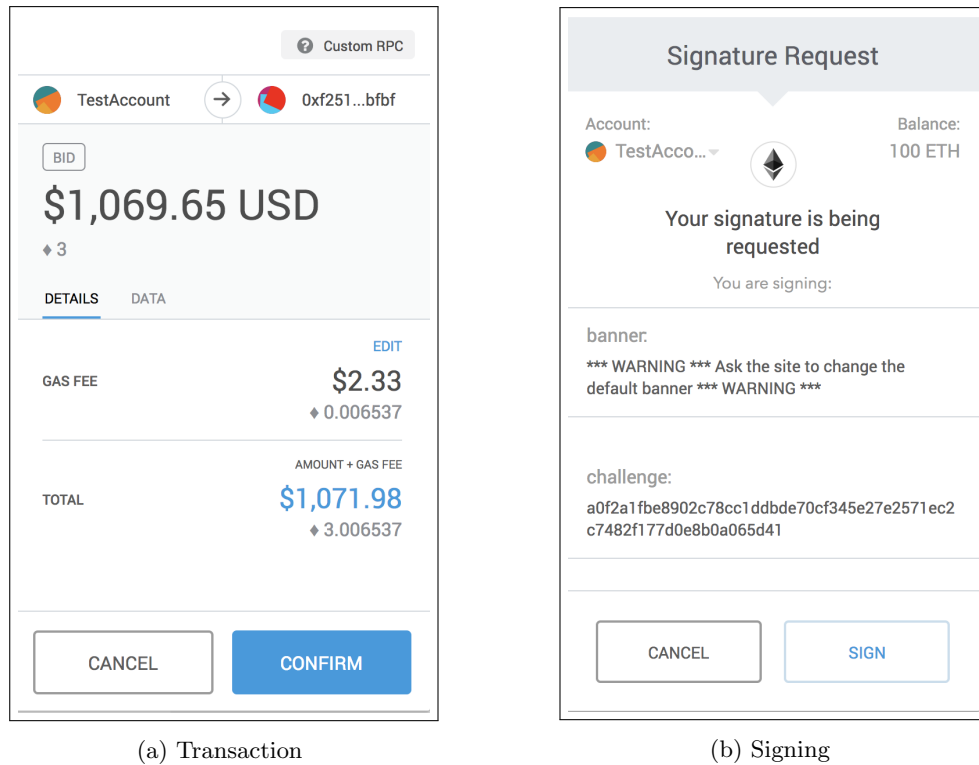 Custom RPC
TestAccount
0xf251...bfbf
BID
$1,069.65 USD
3
DETAILS DATA
EDIT
GAS FEE
$2.33
0.006537
AMOUNT + GAS FEE
TOTAL
$1,071.98
3.006537
CANCEL
CONFIRM
(a) Transaction
Signature Request
Account:
Balance:
TestAcco...
100 ETH
Your signature is being
requested
You are signing:
banner:
*** WARNING *** Ask the site to change the
default banner *** WARNING ***
challenge:
a0f2a1fbe8902c78cc1ddbde70cf345e27e2571ec2
c7482f177d0e8b0a065d41
CANCEL
SIGN
(b) Signing